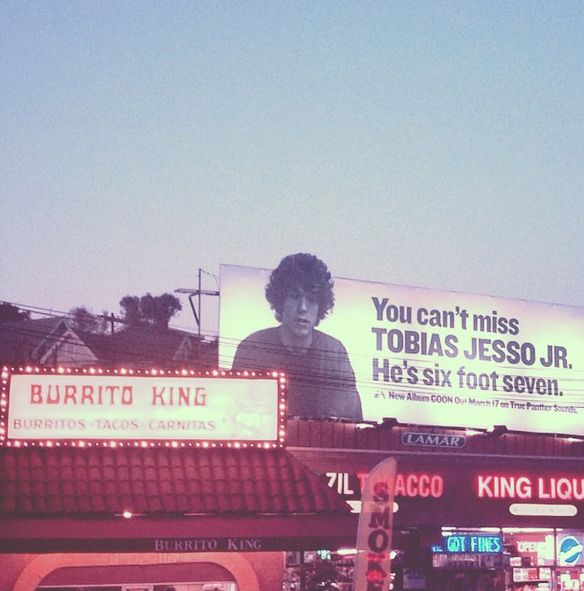 You can't miss
TOBIAS JESSO JR.
He's six foot seven.
New Album GOON Out March 17 on True Panther Sounds.
BURRITO KING
BURRITOS-TACOS-CARNITAS
LAMAR
KING LIQU
BURRITO KING
GOT FINES
OPEN